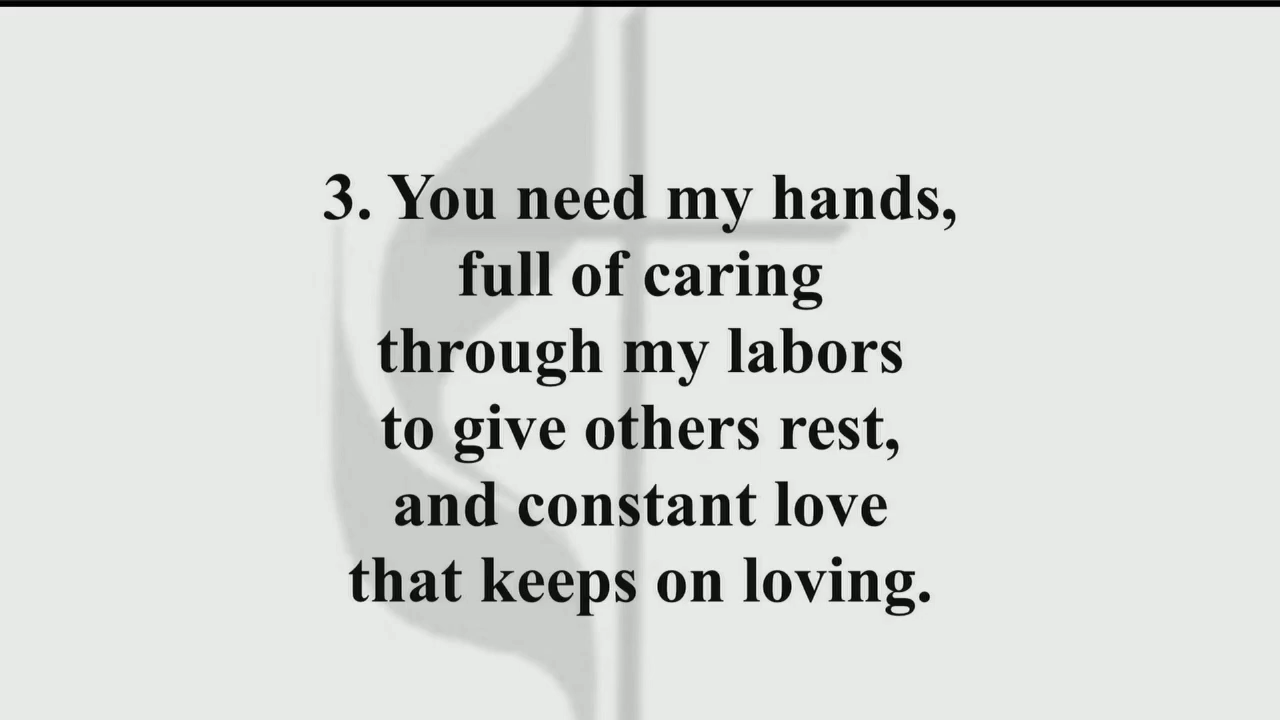 3. You need my hands,
full of caring
through my labors
to give others rest,
and constant love
that keeps on loving.